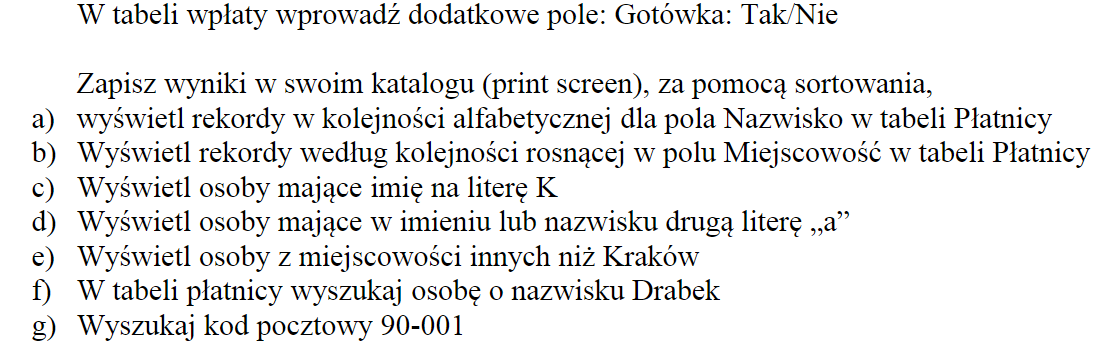 W tabeli wpłaty wprowadź dodatkowe pole: Gotówka: Tak/Nie
Zapisz wyniki w swoim katalogu (print screen), za pomocą sortowania,
a) wyświetl rekordy w kolejności alfabetycznej dla pola Nazwisko w tabeli Płatnicy
b) Wyświetl rekordy według kolejności rosnącej w polu Miejscowość w tabeli Płatnicy
c) Wyświetl osoby mające imię na literę K
d) Wyświetl osoby mające w imieniu lub nazwisku drugą literę „a”
e) Wyświetl osoby z miejscowości innych niż Kraków
f) W tabeli płatnicy wyszukaj osobę o nazwisku Drabek
g) Wyszukaj kod pocztowy 90-001